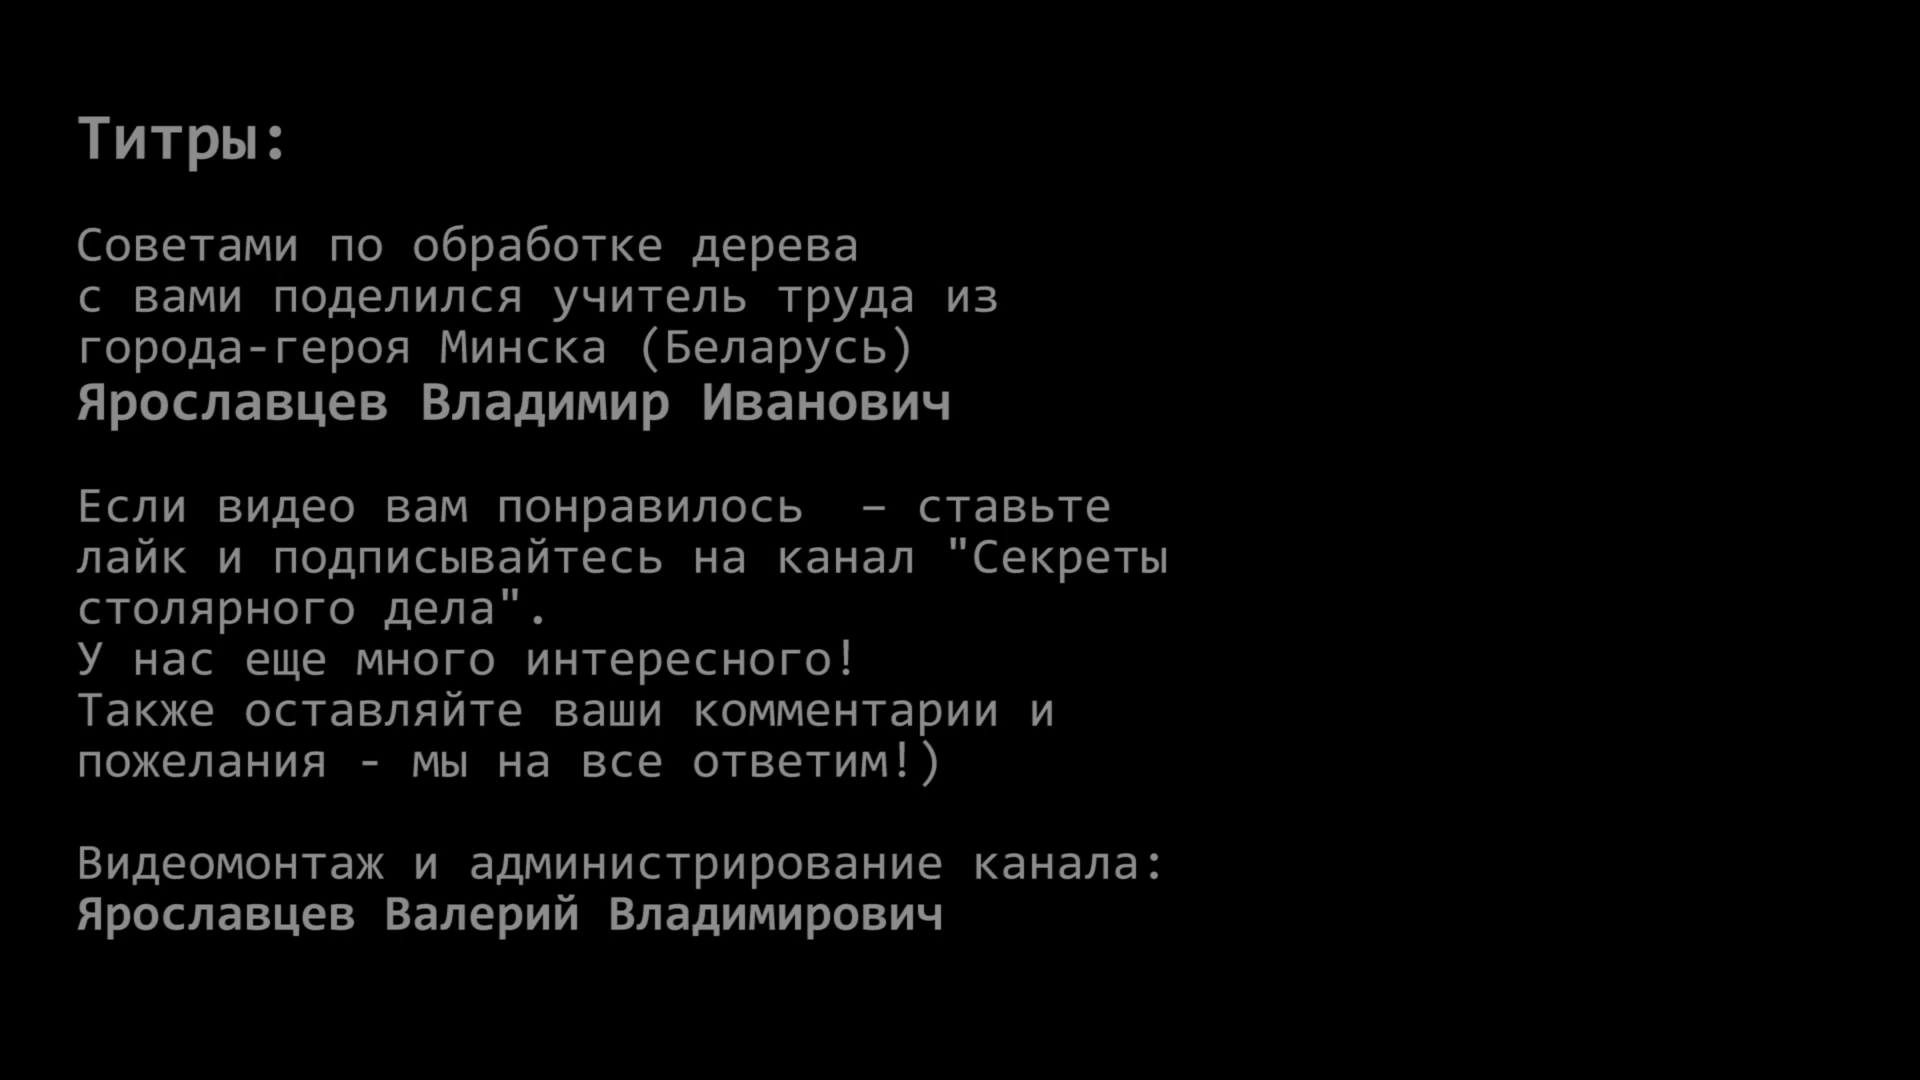 Титры:
Советами по обработке дерева
с вами поделился учитель труда из
города-героя Минска (Беларусь)
Ярославцев Владимир Иванович
Если видео вам понравилось  – ставьте
лайк и подписывайтесь на канал "Секреты
столярного дела".
У нас еще много интересного!
Также оставляйте ваши комментарии и
пожелания - мы на все ответим!)
Видеомонтаж и администрирование канала:
Ярославцев Валерий Владимирович